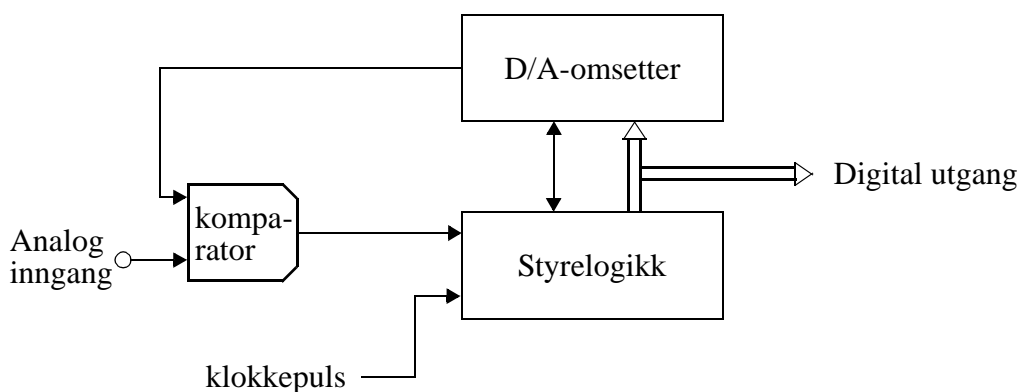 D/A-omsetter
Digital utgang
kompa-
rator
Analog
inngang
Styrelogikk
klokkepuls